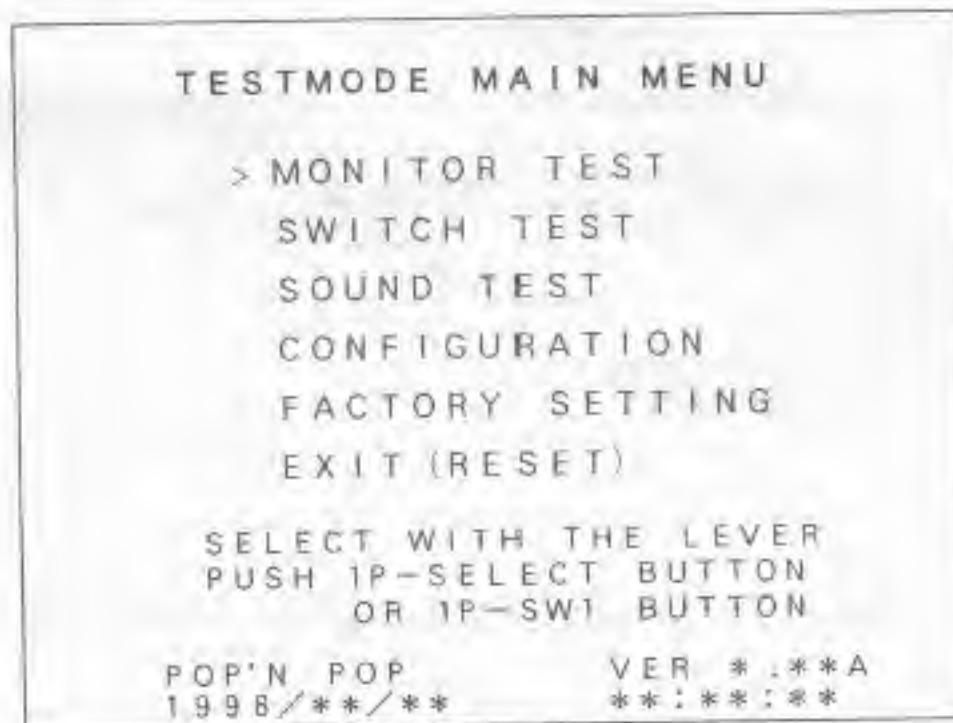 TESTMODE MAIN MENU
> MONITOR TEST
SWITCH TEST
SOUND TEST
CONFIGURATION
FACTORY SETTING
EXIT (RESET)
SELECT WITH THE LEVER
PUSH 1P-SELECT BUTTON
OR 1P-SW1 BUTTON
POP'N POP VER *.**A
1998/**/** **:**:**